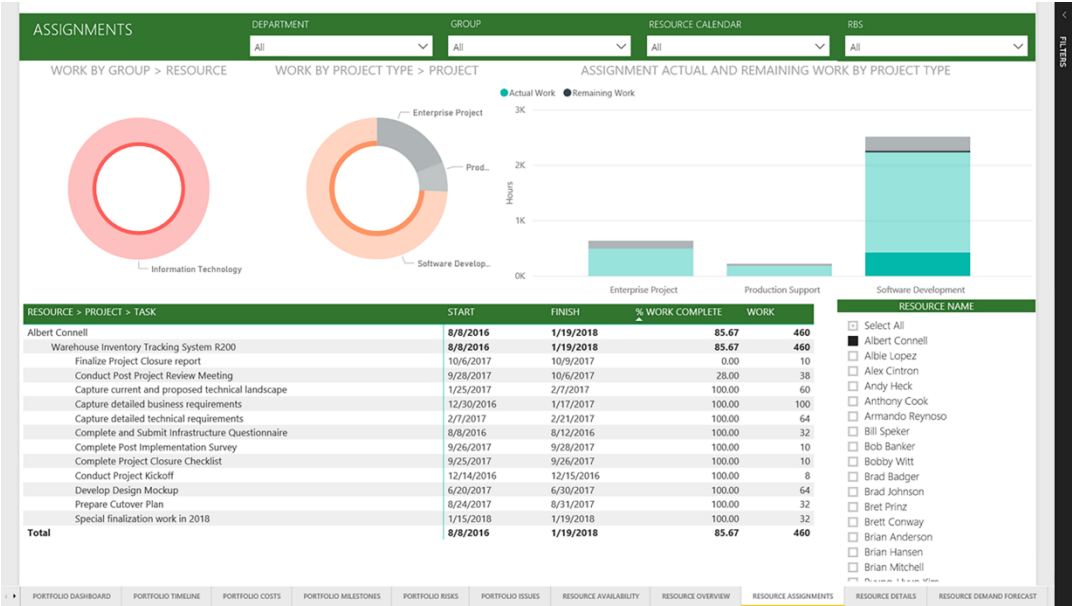 ASSIGNMENTS
DEPARTMENT GROUP RESOURCE CALENDAR RBS
All All All All
FILTERS
WORK BY GROUP > RESOURCE
Information Technology
WORK BY PROJECT TYPE > PROJECT
Enterprise Project
Prod...
Software Develop...
ASSIGNMENT ACTUAL AND REMAINING WORK BY PROJECT TYPE
Actual Work Remaining Work
3K
2K
1K
0K
Hours
Enterprise Project Production Support Software Development
RESOURCE > PROJECT > TASK START FINISH % WORK COMPLETE WORK
Albert Connell 8/8/2016 1/19/2018 85.67 460
Warehouse Inventory Tracking System R200 8/8/2016 1/19/2018 85.67 460
Finalize Project Closure report 10/6/2017 10/9/2017 0.00 10
Conduct Post Project Review Meeting 9/28/2017 10/6/2017 28.00 38
Capture current and proposed technical landscape 1/25/2017 2/7/2017 100.00 60
Capture detailed business requirements 12/30/2016 1/17/2017 100.00 100
Capture detailed technical requirements 2/7/2017 2/21/2017 100.00 64
Complete and Submit Infrastructure Questionnaire 8/8/2016 8/12/2016 100.00 32
Complete Post Implementation Survey 9/26/2017 9/28/2017 100.00 10
Complete Project Closure Checklist 9/25/2017 9/26/2017 100.00 10
Conduct Project Kickoff 12/14/2016 12/15/2016 100.00 8
Develop Design Mockup 6/20/2017 6/30/2017 100.00 64
Prepare Cutover Plan 8/24/2017 8/31/2017 100.00 32
Special finalization work in 2018 1/15/2018 1/19/2018 100.00 32
Total 8/8/2016 1/19/2018 85.67 460
RESOURCE NAME
Select All
Albert Connell
Albie Lopez
Alex Cintron
Andy Heck
Anthony Cook
Armando Reynoso
Bill Speker
Bob Banker
Bobby Witt
Brad Badger
Brad Johnson
Bret Prinz
Brett Conway
Brian Anderson
Brian Hansen
Brian Mitchell
PORTFOLIO DASHBOARD PORTFOLIO TIMELINE PORTFOLIO COSTS PORTFOLIO MILESTONES PORTFOLIO RISKS PORTFOLIO ISSUES RESOURCE AVAILABILITY RESOURCE OVERVIEW RESOURCE ASSIGNMENTS RESOURCE DETAILS RESOURCE DEMAND FORECAST